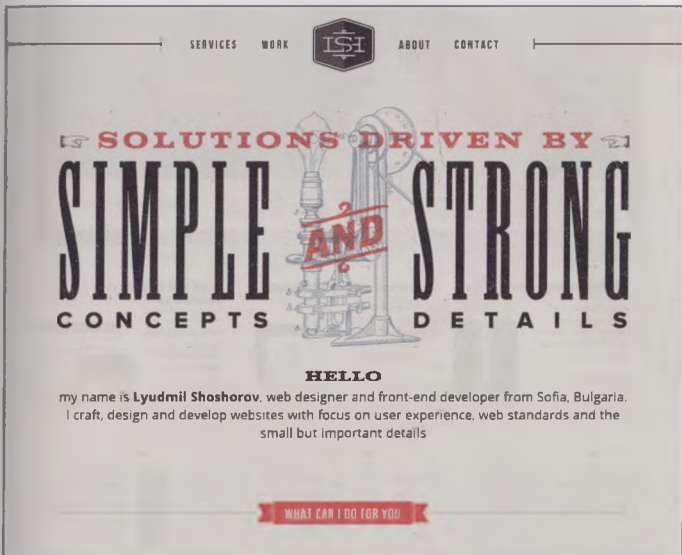 SERVICES WORK LSH ABOUT CONTACT
SOLUTIONS DRIVEN BY
SIMPLE AND STRONG
CONCEPTS DETAILS
HELLO
my name is Lyudmil Shoshorov, web designer and front-end developer from Sofia, Bulgaria.
I craft, design and develop websites with focus on user experience, web standards and the
small but important details
WHAT CAN I DO FOR YOU